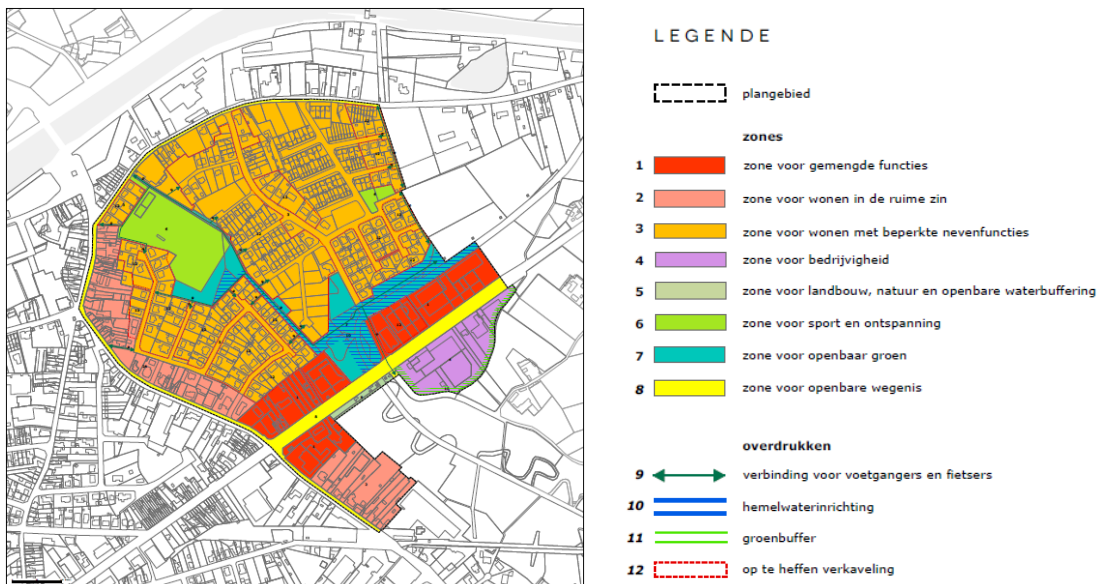 LEGENDE
plangebied
zones
1 zone voor gemengde functies
2 zone voor wonen in de ruime zin
3 zone voor wonen met beperkte nevenfuncties
4 zone voor bedrijvigheid
5 zone voor landbouw, natuur en openbare waterbuffering
6 zone voor sport en ontspanning
7 zone voor openbaar groen
8 zone voor openbare wegenis
overdrukken
9 verbinding voor voetgangers en fietsers
10 hemelwaterinrichting
11 groenbuffer
12 op te heffen verkaveling